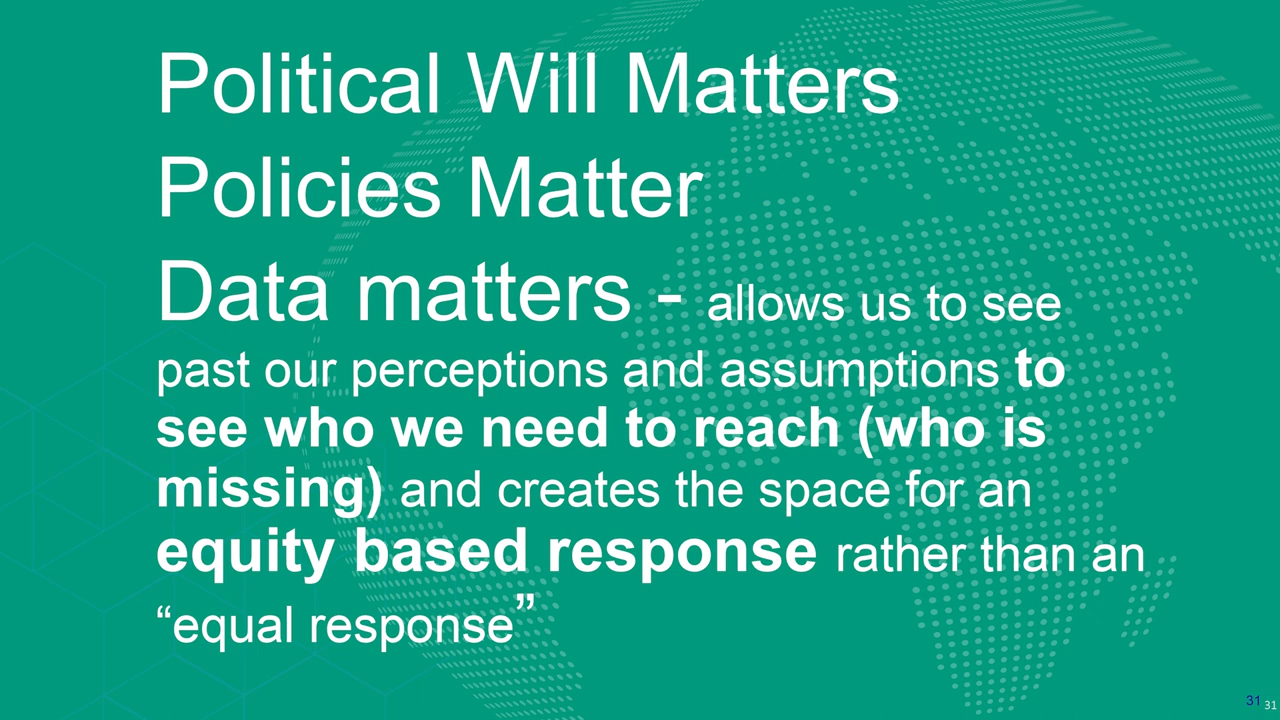 Political Will Matters
Policies Matter
Data matters - allows us to see
past our perceptions and assumptions to
see who we need to reach (who is
missing) and creates the space for an
equity based response rather than an
“equal response”
31 31